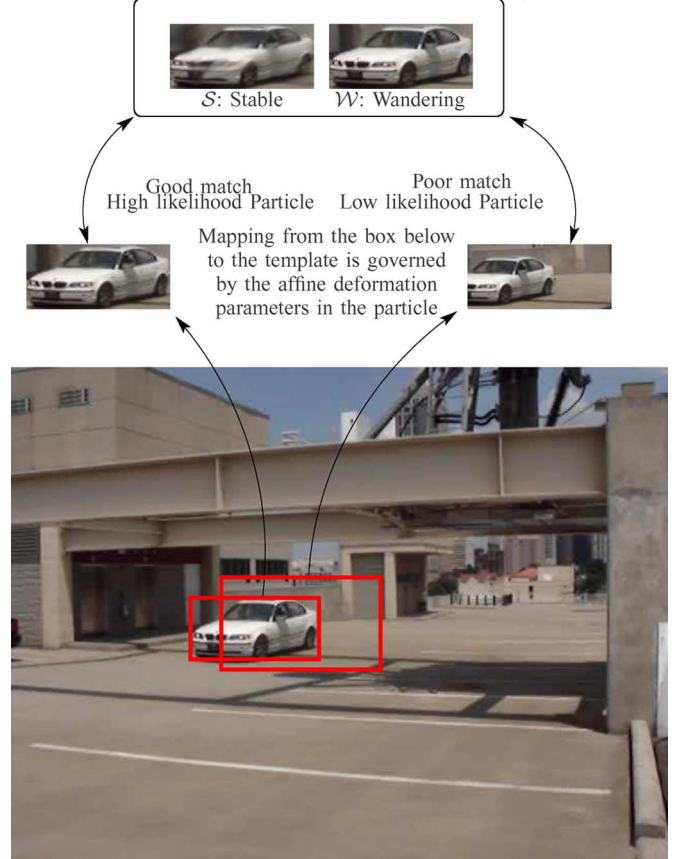 S: Stable
W: Wandering
Good match
High likelihood Particle
Poor match
Low likelihood Particle
Mapping from the box below
to the template is governed
by the affine deformation
parameters in the particle